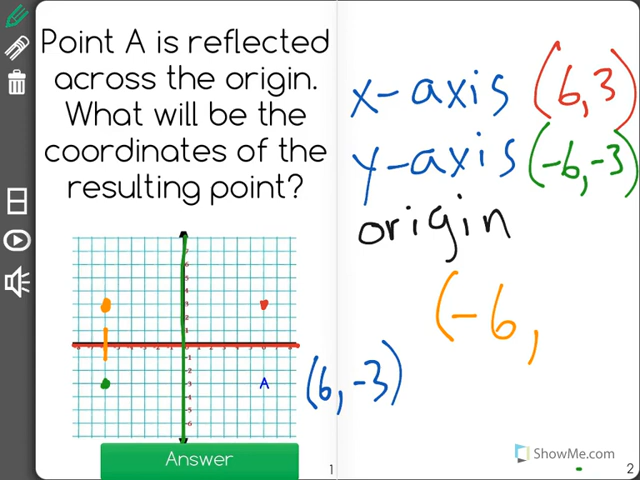 Point A is reflected
across the origin.
What will be the
coordinates of the
resulting point?
A
(6, -3)
Answer
1
x-axis (6, 3)
y-axis (-6, -3)
origin
(-6,
ShowMe.com
2